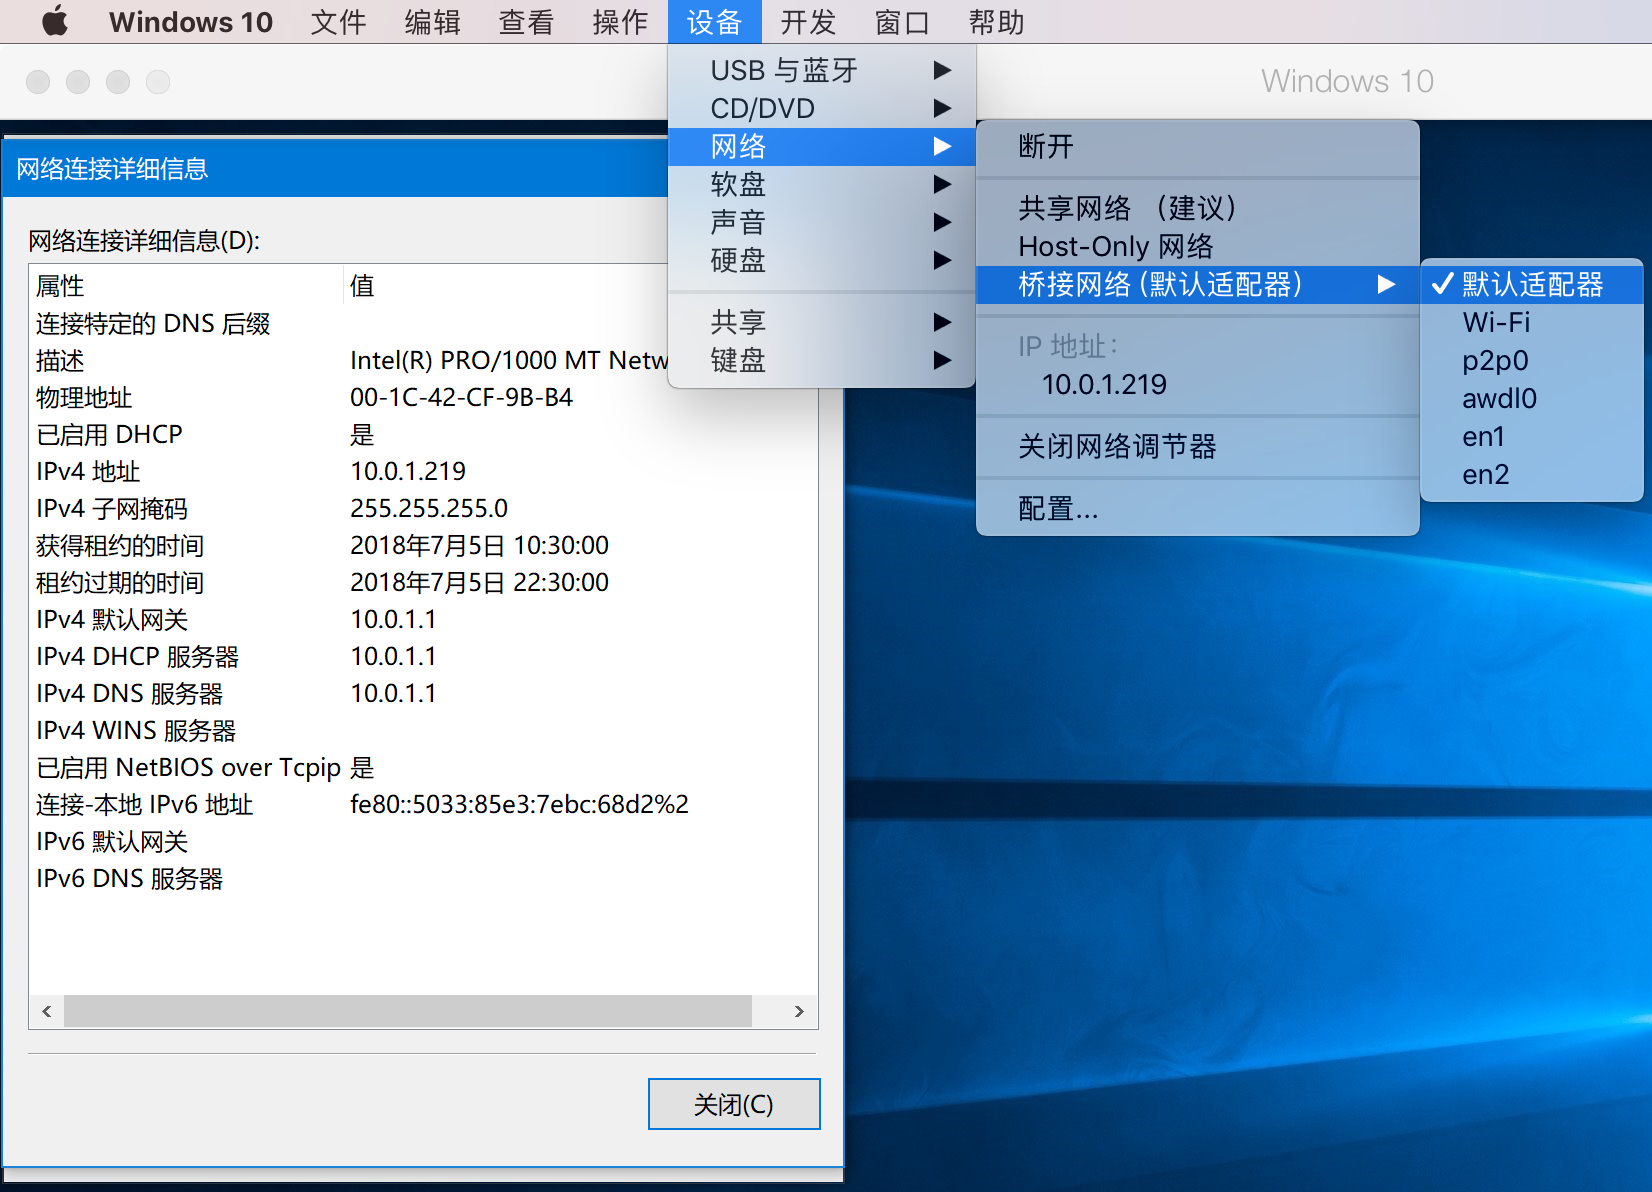 Windows 10 文件 编辑 查看 操作 设备 开发 窗口 帮助
Windows 10
USB 与蓝牙
CD/DVD
网络
软盘
声音
硬盘
共享
键盘
断开
共享网络 （建议）
Host-Only 网络
桥接网络 (默认适配器)
IP 地址：
10.0.1.219
关闭网络调节器
配置...
✓ 默认适配器
Wi-Fi
p2p0
awdl0
en1
en2
网络连接详细信息
网络连接详细信息(D):
属性 值
连接特定的 DNS 后缀
描述 Intel(R) PRO/1000 MT Netw
物理地址 00-1C-42-CF-9B-B4
已启用 DHCP 是
IPv4 地址 10.0.1.219
IPv4 子网掩码 255.255.255.0
获得租约的时间 2018年7月5日 10:30:00
租约过期的时间 2018年7月5日 22:30:00
IPv4 默认网关 10.0.1.1
IPv4 DHCP 服务器 10.0.1.1
IPv4 DNS 服务器 10.0.1.1
IPv4 WINS 服务器
已启用 NetBIOS over Tcpip 是
连接-本地 IPv6 地址 fe80::5033:85e3:7ebc:68d2%2
IPv6 默认网关
IPv6 DNS 服务器
关闭(C)